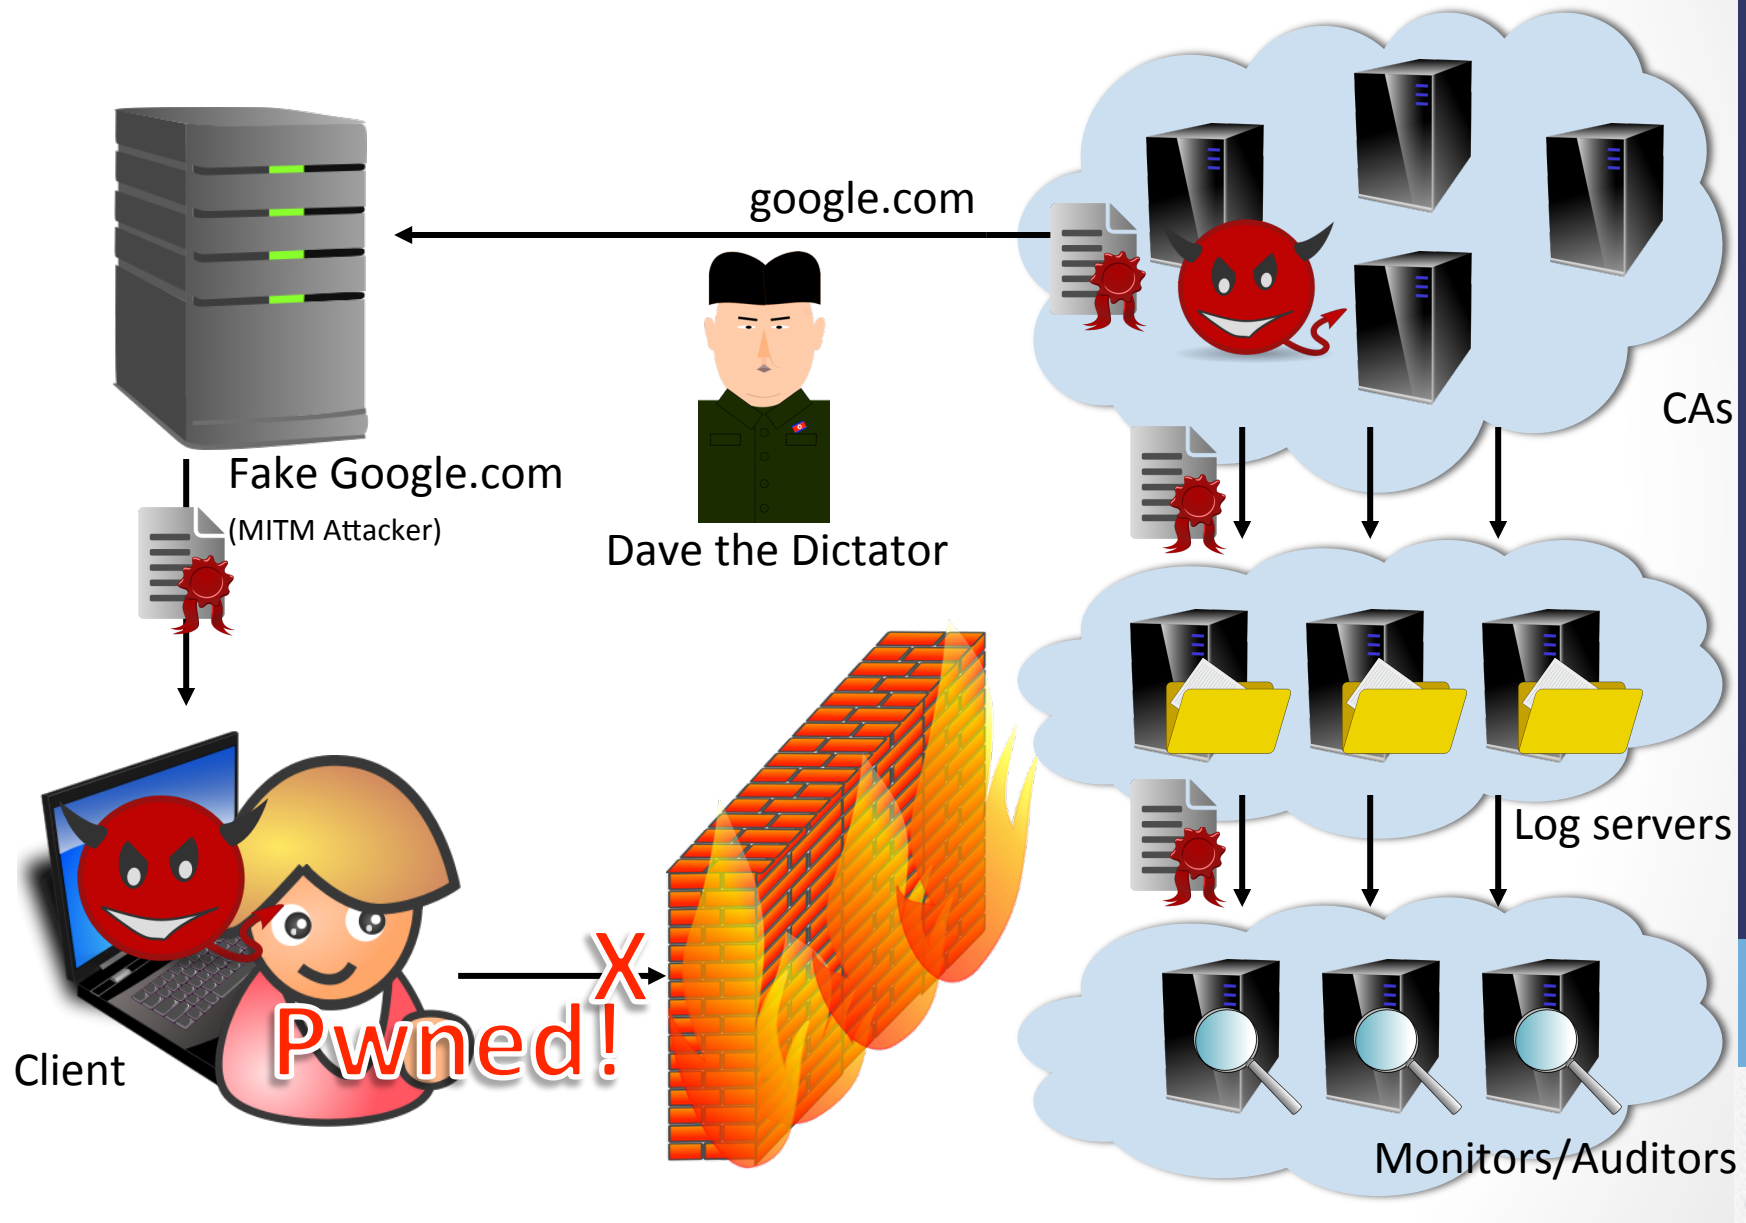 google.com
CAs
Fake Google.com
(MITM Attacker)
Dave the Dictator
Log servers
X
Pwned!
Client
Monitors/Auditors